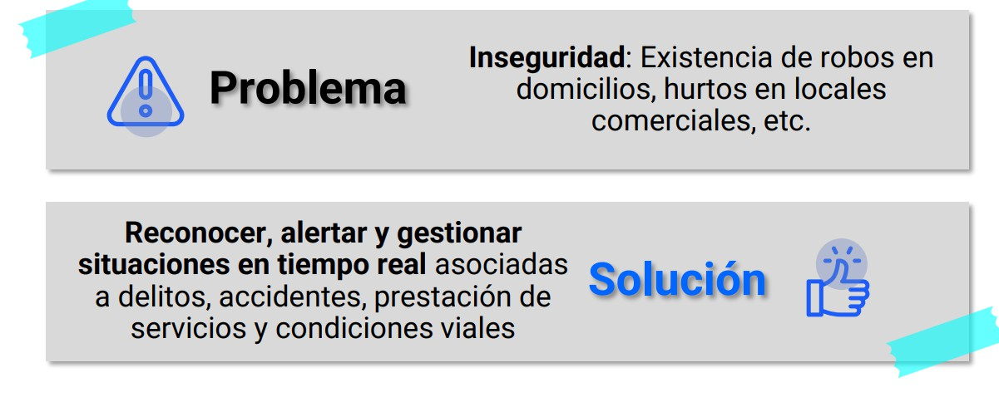 Problema
Inseguridad: Existencia de robos en
domicilios, hurtos en locales
comerciales, etc.
Reconocer, alertar y gestionar
situaciones en tiempo real asociadas
a delitos, accidentes, prestación de
servicios y condiciones viales
Solución